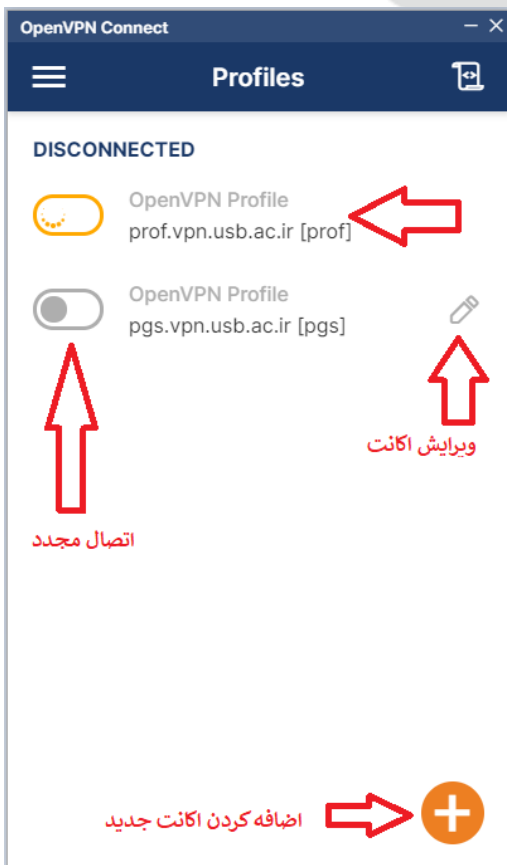 OpenVPN Connect
Profiles
DISCONNECTED
OpenVPN Profile
prof.vpn.usb.ac.ir [prof]
OpenVPN Profile
pgs.vpn.usb.ac.ir [pgs]
ویرایش اکانت
اتصال مجدد
اضافه کردن اکانت جدید